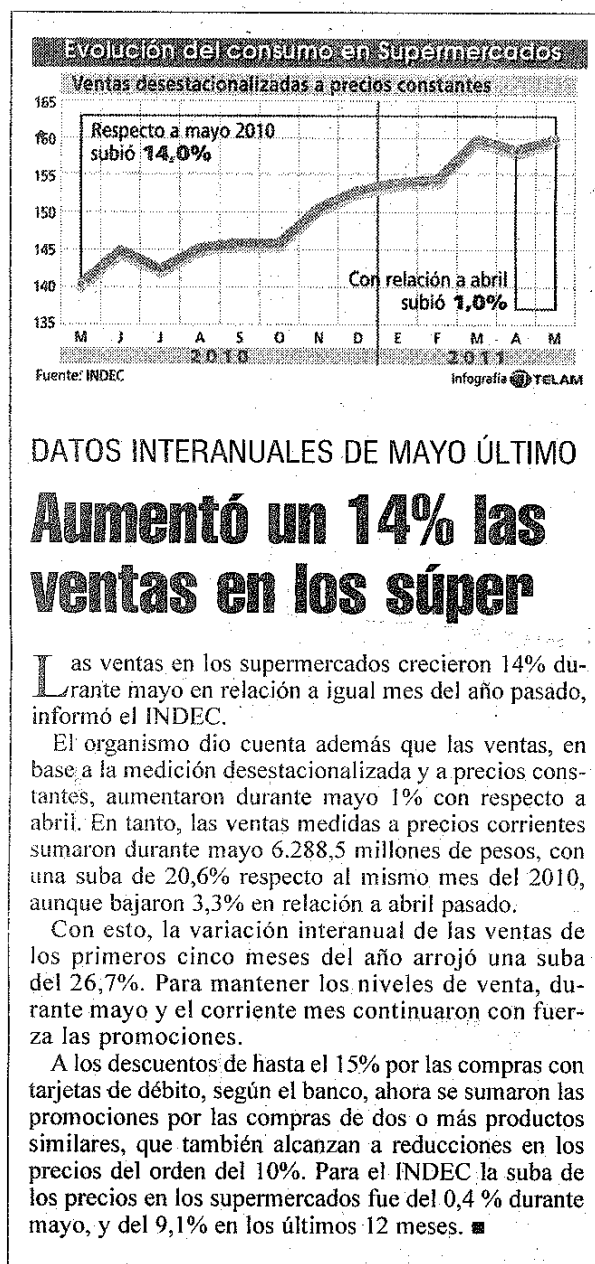 Evolución del consumo en Supermercados
Ventas desestacionalizadas a precios constantes
165
160
155
150
145
140
135
Respecto a mayo 2010
subió 14,0%
Con relación a abril
subió 1,0%
M J J A S O N D E F M A M
2010 2011
Fuente: INDEC
Infografía TELAM
DATOS INTERANUALES DE MAYO ÚLTIMO
Aumentó un 14% las
ventas en los súper
Las ventas en los supermercados crecieron 14% du-
rante mayo en relación a igual mes del año pasado,
informó el INDEC.
El organismo dio cuenta además que las ventas, en
base a la medición desestacionalizada y a precios cons-
tantes, aumentaron durante mayo 1% con respecto a
abril. En tanto, las ventas medidas a precios corrientes
sumaron durante mayo 6.288,5 millones de pesos, con
una suba de 20,6% respecto al mismo mes del 2010,
aunque bajaron 3,3% en relación a abril pasado.
Con esto, la variación interanual de las ventas de
los primeros cinco meses del año arrojó una suba
del 26,7%. Para mantener los niveles de venta, du-
rante mayo y el corriente mes continuaron con fuer-
za las promociones.
A los descuentos de hasta el 15% por las compras con
tarjetas de débito, según el banco, ahora se sumaron las
promociones por las compras de dos o más productos
similares, que también alcanzan a reducciones en los
precios del orden del 10%. Para el INDEC la suba de
los precios en los supermercados fue del 0,4 % durante
mayo, y del 9,1% en los últimos 12 meses. ■